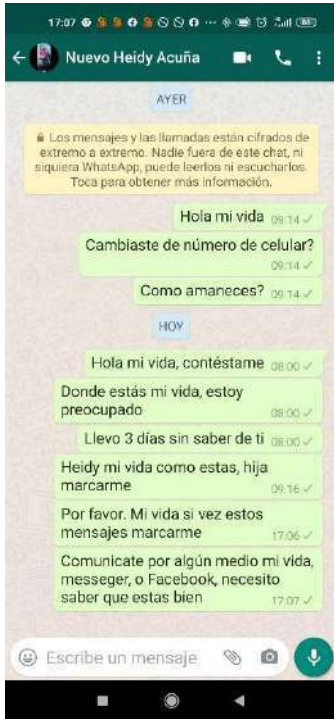 17:07
Nuevo Heidy Acuña
AYER
Los mensajes y las llamadas están cifrados de
extremo a extremo. Nadie fuera de este chat, ni
siquiera WhatsApp, puede leerlos ni escucharlos.
Toca para obtener más información.
Hola mi vida 09:14
Cambiaste de número de celular?
09:14
Como amaneces? 09:14
HOY
Hola mi vida, contéstame 08:00
Donde estás mi vida, estoy
preocupado 08:00
Llevo 3 días sin saber de ti 08:00
Heidy mi vida como estas, hija
marcarme 09:16
Por favor. Mi vida si vez estos
mensajes marcarme 17:06
Comunicate por algún medio mi vida,
messeger, o Facebook, necesito
saber que estas bien 17:07
Escribe un mensaje